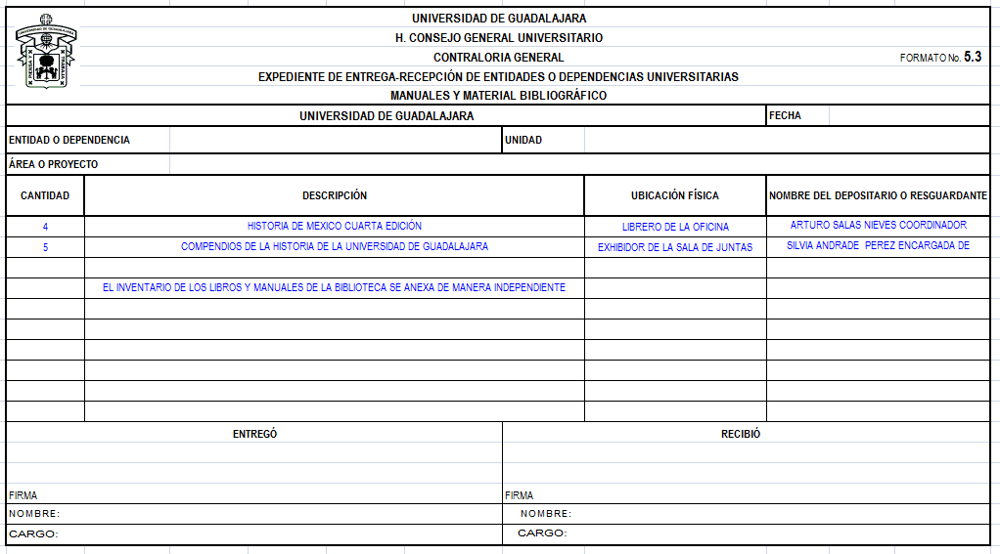 UNIVERSIDAD DE GUADALAJARA
H. CONSEJO GENERAL UNIVERSITARIO
CONTRALORIA GENERAL
FORMATO No. 5.3
EXPEDIENTE DE ENTREGA-RECEPCIÓN DE ENTIDADES O DEPENDENCIAS UNIVERSITARIAS
MANUALES Y MATERIAL BIBLIOGRÁFICO
UNIVERSIDAD DE GUADALAJARA
PIENSA Y
TRABAJA
UNIVERSIDAD DE GUADALAJARA FECHA
ENTIDAD O DEPENDENCIA UNIDAD
ÁREA O PROYECTO
CANTIDAD DESCRIPCIÓN UBICACIÓN FÍSICA NOMBRE DEL DEPOSITARIO O RESGUARDANTE
4 HISTORIA DE MEXICO CUARTA EDICIÓN LIBRERO DE LA OFICINA ARTURO SALAS NIEVES COORDINADOR
5 COMPENDIOS DE LA HISTORIA DE LA UNIVERSIDAD DE GUADALAJARA EXHIBIDOR DE LA SALA DE JUNTAS SILVIA ANDRADE PEREZ ENCARGADA DE
EL INVENTARIO DE LOS LIBROS Y MANUALES DE LA BIBLIOTECA SE ANEXA DE MANERA INDEPENDIENTE
ENTREGÓ RECIBIÓ
FIRMA FIRMA
NOMBRE: NOMBRE:
CARGO: CARGO: